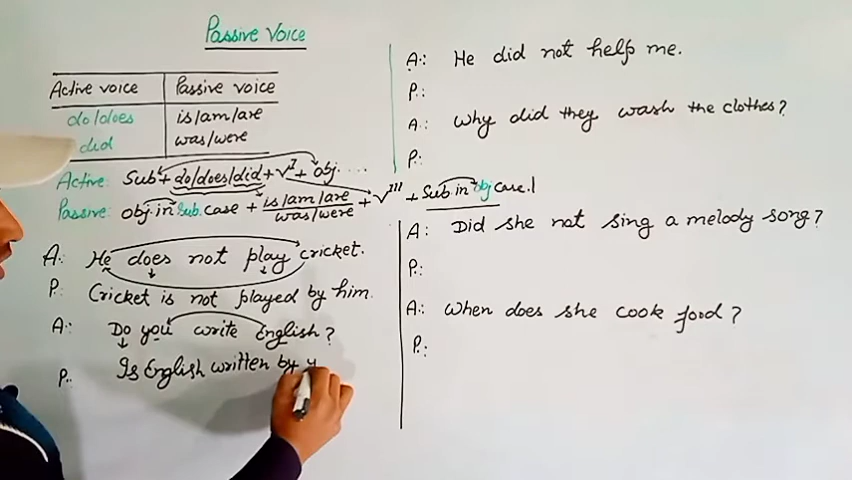 Passive Voice
Active voice Passive voice
do/does is/am/are
did was/were
Active: Sub + do/does/did + V^I + obj. ....
Passive: obj. in Sub. case + is/am/are was/were + V^III + Sub in obj case.
A: He does not play cricket.
P: Cricket is not played by him.
A: Do you write English?
P: Is English written by y
A: He did not help me.
P:
A: Why did they wash the clothes?
P:
A: Did she not sing a melody song?
P:
A: When does she cook food?
P: